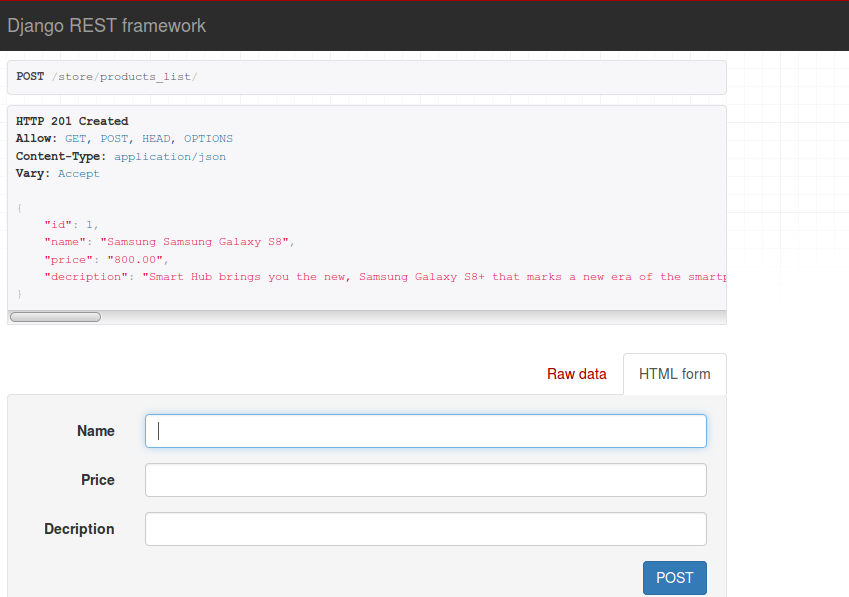 Django REST framework
POST /store/products_list/
HTTP 201 Created
Allow: GET, POST, HEAD, OPTIONS
Content-Type: application/json
Vary: Accept
{
"id": 1,
"name": "Samsung Samsung Galaxy S8",
"price": "800.00",
"decription": "Smart Hub brings you the new, Samsung Galaxy S8+ that marks a new era of the smartp
}
Raw data
HTML form
Name
Price
Decription
POST